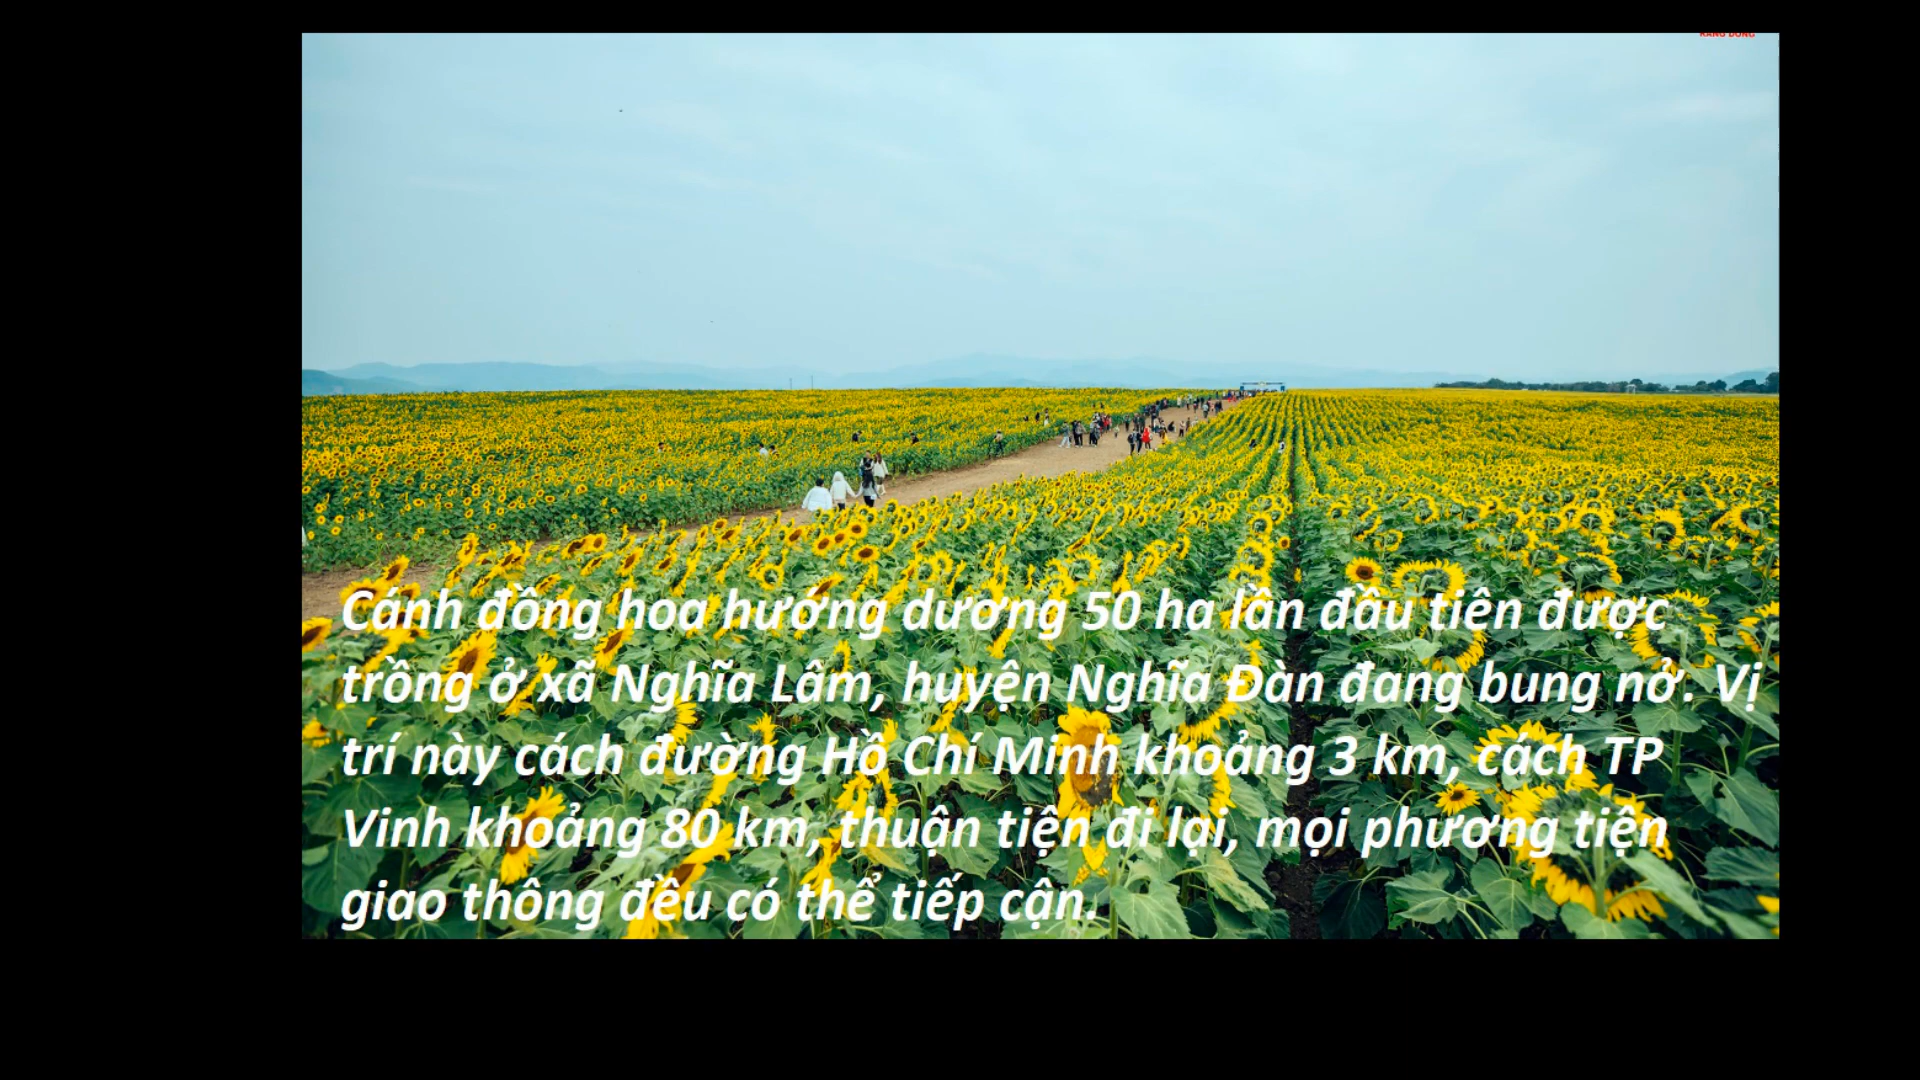 RANG DONG
Cánh đồng hoa hướng dương 50 ha lần đầu tiên được
trồng ở xã Nghĩa Lâm, huyện Nghĩa Đàn đang bung nở. Vị
trí này cách đường Hồ Chí Minh khoảng 3 km, cách TP
Vinh khoảng 80 km, thuận tiện đi lại, mọi phương tiện
giao thông đều có thể tiếp cận.